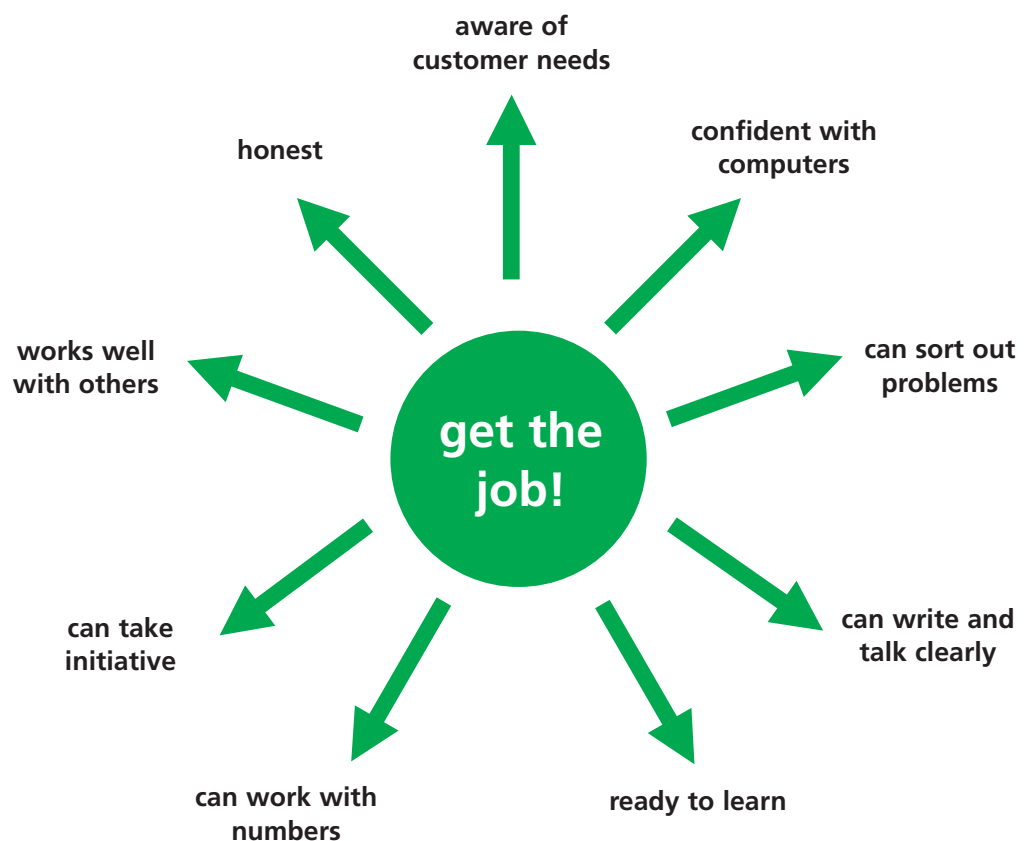 aware of
customer needs
confident with
computers
can sort out
problems
can write and
talk clearly
ready to learn
can work with
numbers
can take
initiative
works well
with others
honest
get the
job!